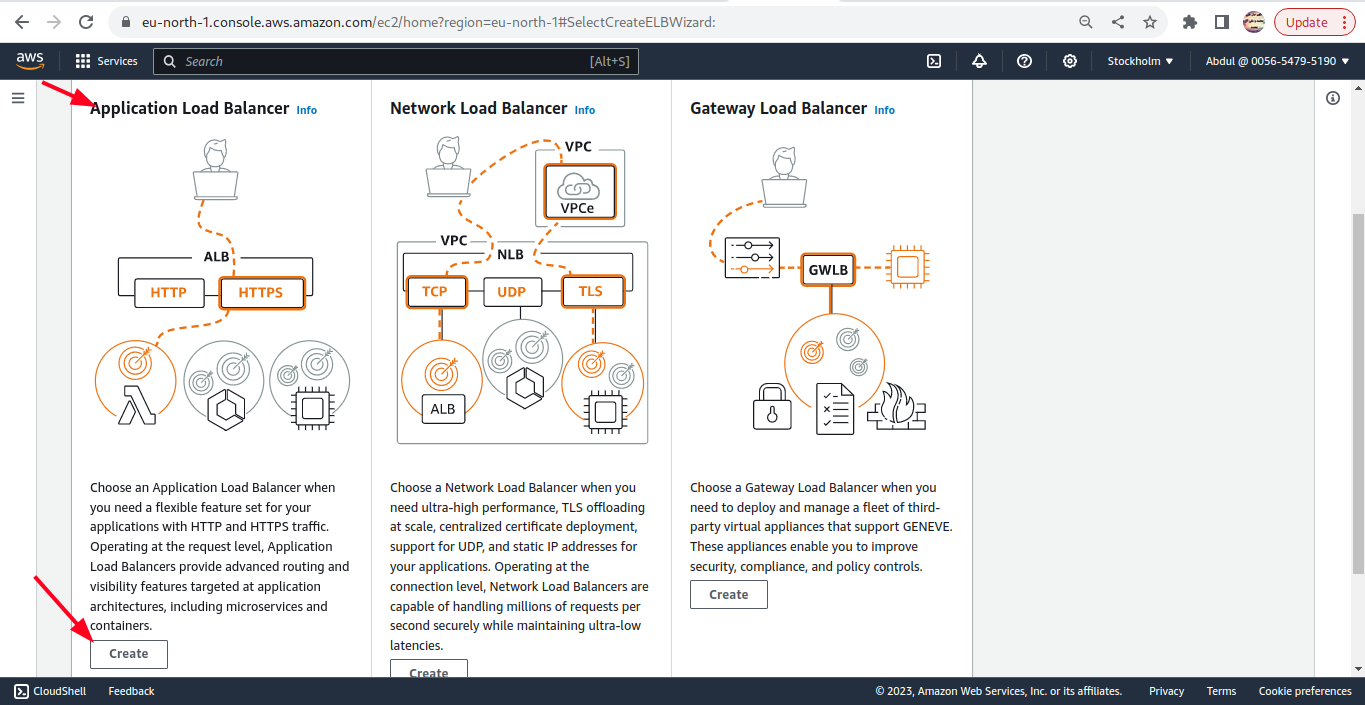 eu-north-1.console.aws.amazon.com/ec2/home?region=eu-north-1#SelectCreateELBWizard:
Update
aws
Services
Search
[Alt+S]
Stockholm
Abdul @ 0056-5479-5190
Application Load Balancer Info
ALB
HTTP
HTTPS
Choose an Application Load Balancer when
you need a flexible feature set for your
applications with HTTP and HTTPS traffic.
Operating at the request level, Application
Load Balancers provide advanced routing and
visibility features targeted at application
architectures, including microservices and
containers.
Create
Network Load Balancer Info
VPC
VPCe
VPC
NLB
TCP
UDP
TLS
ALB
Choose a Network Load Balancer when you
need ultra-high performance, TLS offloading
at scale, centralized certificate deployment,
support for UDP, and static IP addresses for
your applications. Operating at the
connection level, Network Load Balancers are
capable of handling millions of requests per
second securely while maintaining ultra-low
latencies.
Create
Gateway Load Balancer Info
GWLB
Choose a Gateway Load Balancer when you
need to deploy and manage a fleet of third-
party virtual appliances that support GENEVE.
These appliances enable you to improve
security, compliance, and policy controls.
Create
CloudShell
Feedback
© 2023, Amazon Web Services, Inc. or its affiliates.
Privacy
Terms
Cookie preferences